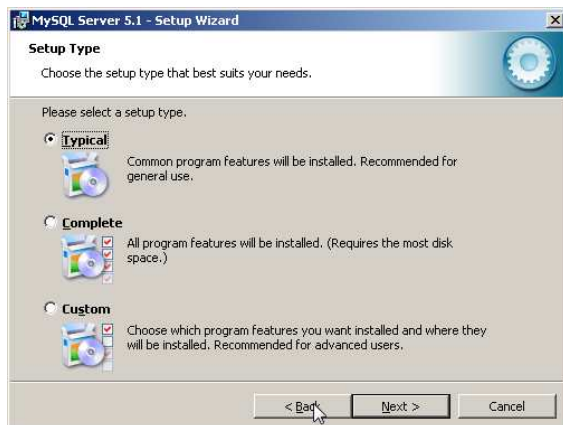 MySQL Server 5.1 - Setup Wizard
Setup Type
Choose the setup type that best suits your needs.
Please select a setup type.
Typical
Common program features will be installed. Recommended for
general use.
Complete
All program features will be installed. (Requires the most disk
space.)
Custom
Choose which program features you want installed and where they
will be installed. Recommended for advanced users.
< Back
Next >
Cancel